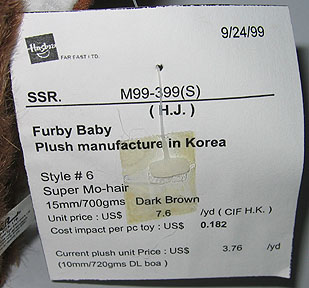 Hasbro
FAR EAST LTD.
9/24/99
SSR. M99-399(S)
( H.J. )
Furby Baby
Plush manufacture in Korea
Style # 6
Super Mo-hair
15mm/700gms Dark Brown
Unit price : US$ 7.6 /yd ( CIF H.K. )
Cost impact per pc toy : US$ 0.182
Current plush unit Price : US$ 3.76 /yd
(10mm/720gms DL boa )